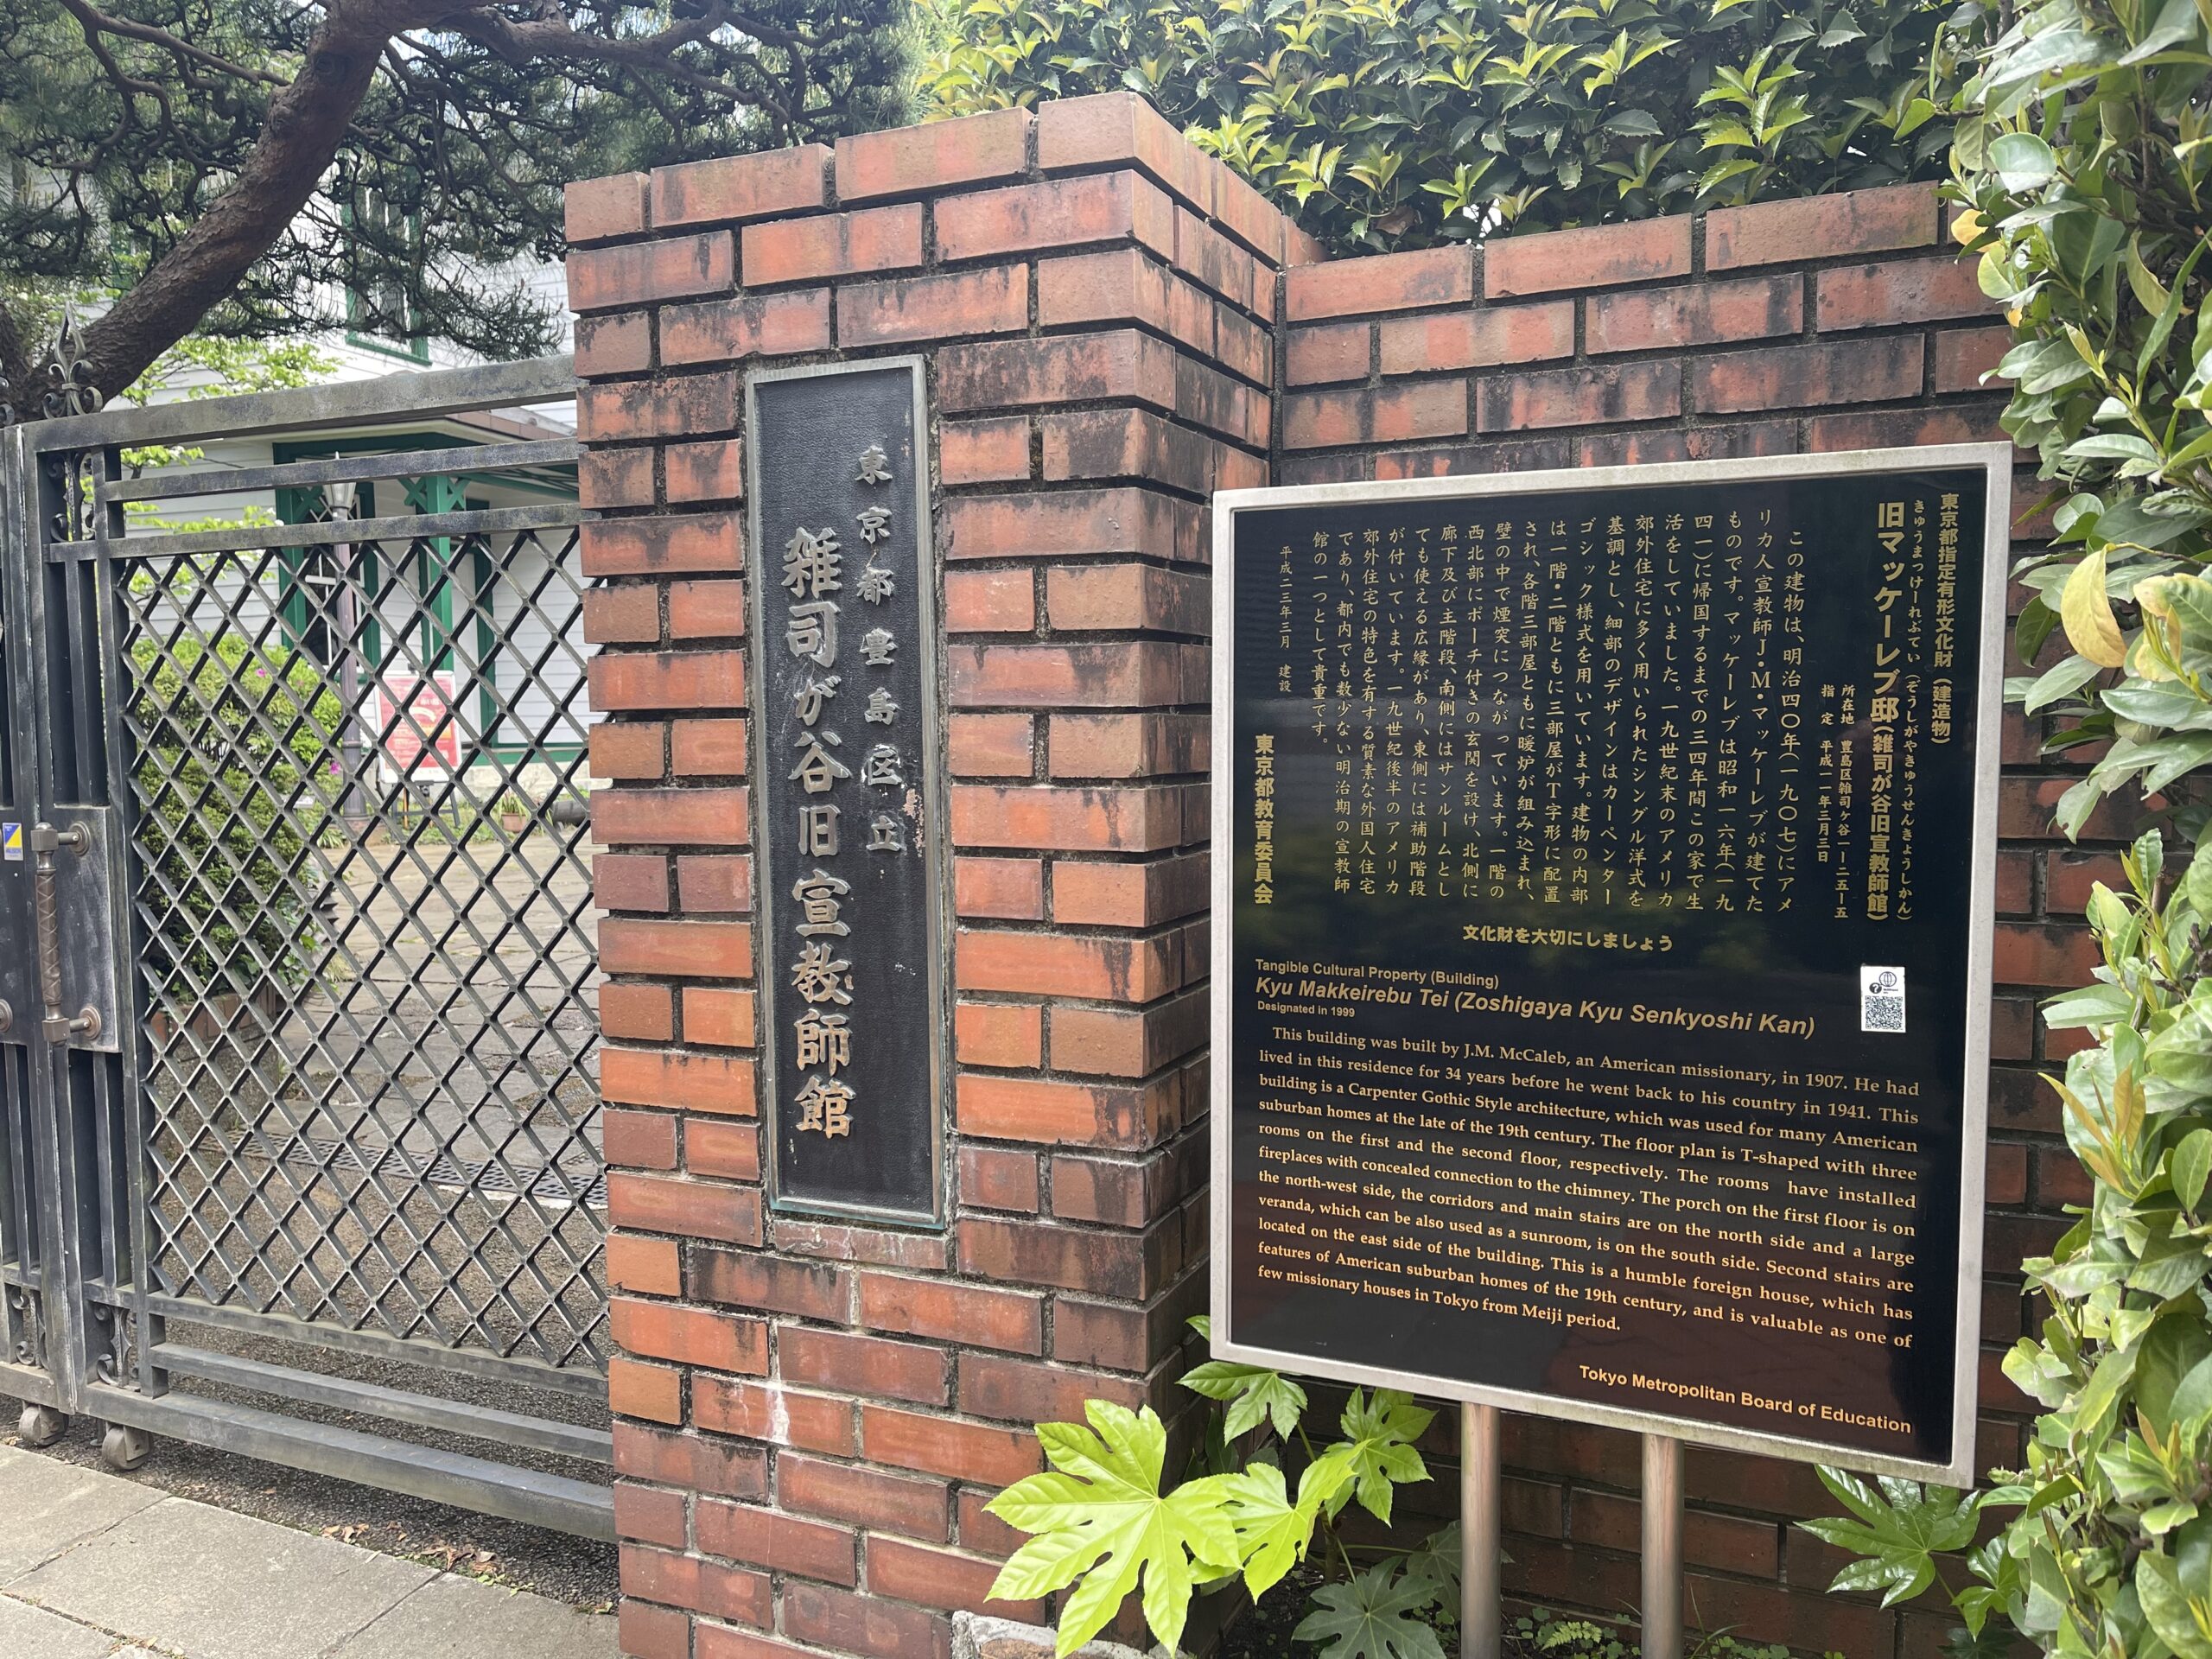 東京都豊島区立
雑司が谷旧宣教師館
東京都指定有形文化財（建造物）
きゅうまっけーれぶてい（ぞうしがやきゅうせんきょうしかん）
旧マッケーレブ邸（雑司が谷旧宣教師館）
所在地 豊島区雑司ヶ谷一ー二五ー五
指定 平成一一年三月三日
この建物は、明治四〇年（一九〇七）にアメ
リカ人宣教師J・M・マッケーレブが建てた
ものです。マッケーレブは昭和一六年（一九
四一）に帰国するまでの三四年間この家で生
活をしていました。一九世紀末のアメリカ
郊外住宅に多く用いられたシングル洋式を
基調とし、細部のデザインはカーペンター
ゴシック様式を用いています。建物の内部
は一階・二階ともに三部屋がT字形に配置
され、各階三部屋ともに暖炉が組み込まれ、
壁の中で煙突につながっています。一階の
西北部にポーチ付きの玄関を設け、北側に
廊下及び主階段、南側にはサンルームとし
ても使える広縁があり、東側には補助階段
が付いています。一九世紀後半のアメリカ
郊外住宅の特色を有する質素な外国人住宅
であり、都内でも数少ない明治期の宣教師
館の一つとして貴重です。
平成二三年三月 建設
東京都教育委員会
文化財を大切にしましょう
Tangible Cultural Property (Building)
Kyu Makkeirebu Tei (Zoshigaya Kyu Senkyoshi Kan)
Designated in 1999
This building was built by J.M. McCaleb, an American missionary, in 1907. He had
lived in this residence for 34 years before he went back to his country in 1941. This
building is a Carpenter Gothic Style architecture, which was used for many American
suburban homes at the late of the 19th century. The floor plan is T-shaped with three
rooms on the first and the second floor, respectively. The rooms have installed
fireplaces with concealed connection to the chimney. The porch on the first floor is on
the north-west side, the corridors and main stairs are on the north side and a large
veranda, which can be also used as a sunroom, is on the south side. Second stairs are
located on the east side of the building. This is a humble foreign house, which has
features of American suburban homes of the 19th century, and is valuable as one of
few missionary houses in Tokyo from Meiji period.
Tokyo Metropolitan Board of Education